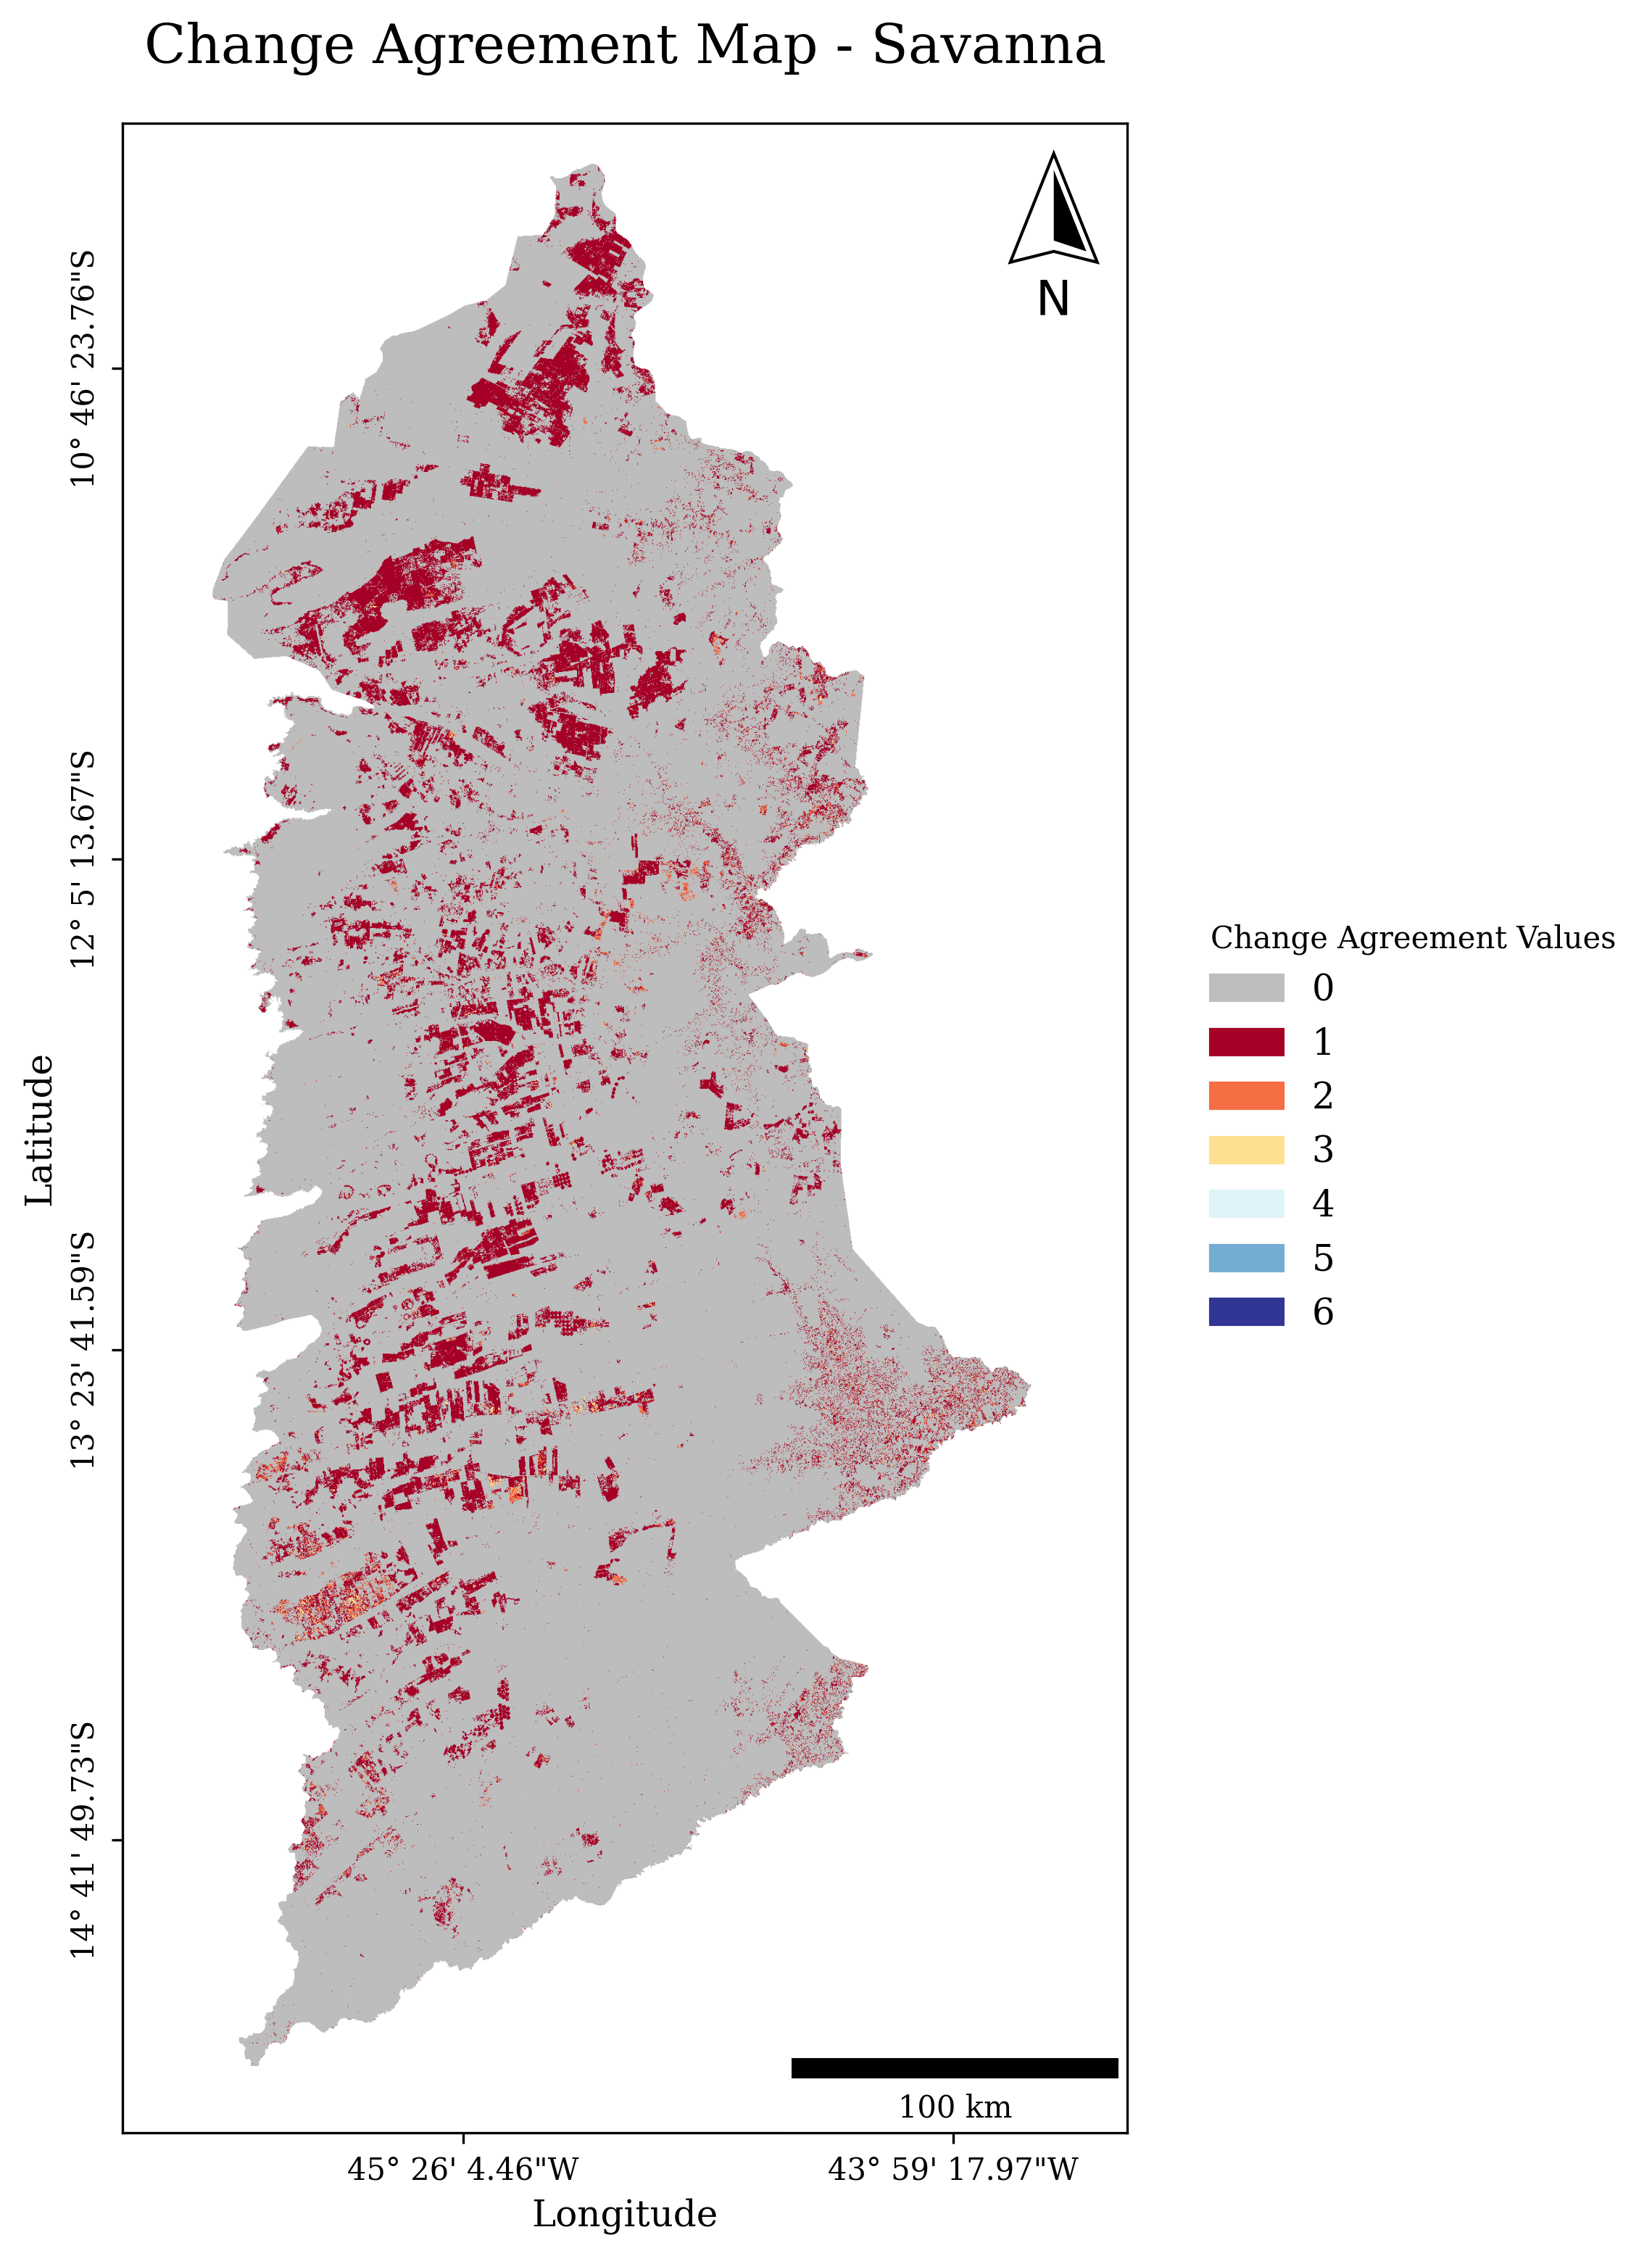 Change Agreement Map - Savanna
N
10° 46' 23.76"S
12° 5' 13.67"S
13° 23' 41.59"S
14° 41' 49.73"S
Latitude
Change Agreement Values
0
1
2
3
4
5
6
100 km
45° 26' 4.46"W
43° 59' 17.97"W
Longitude